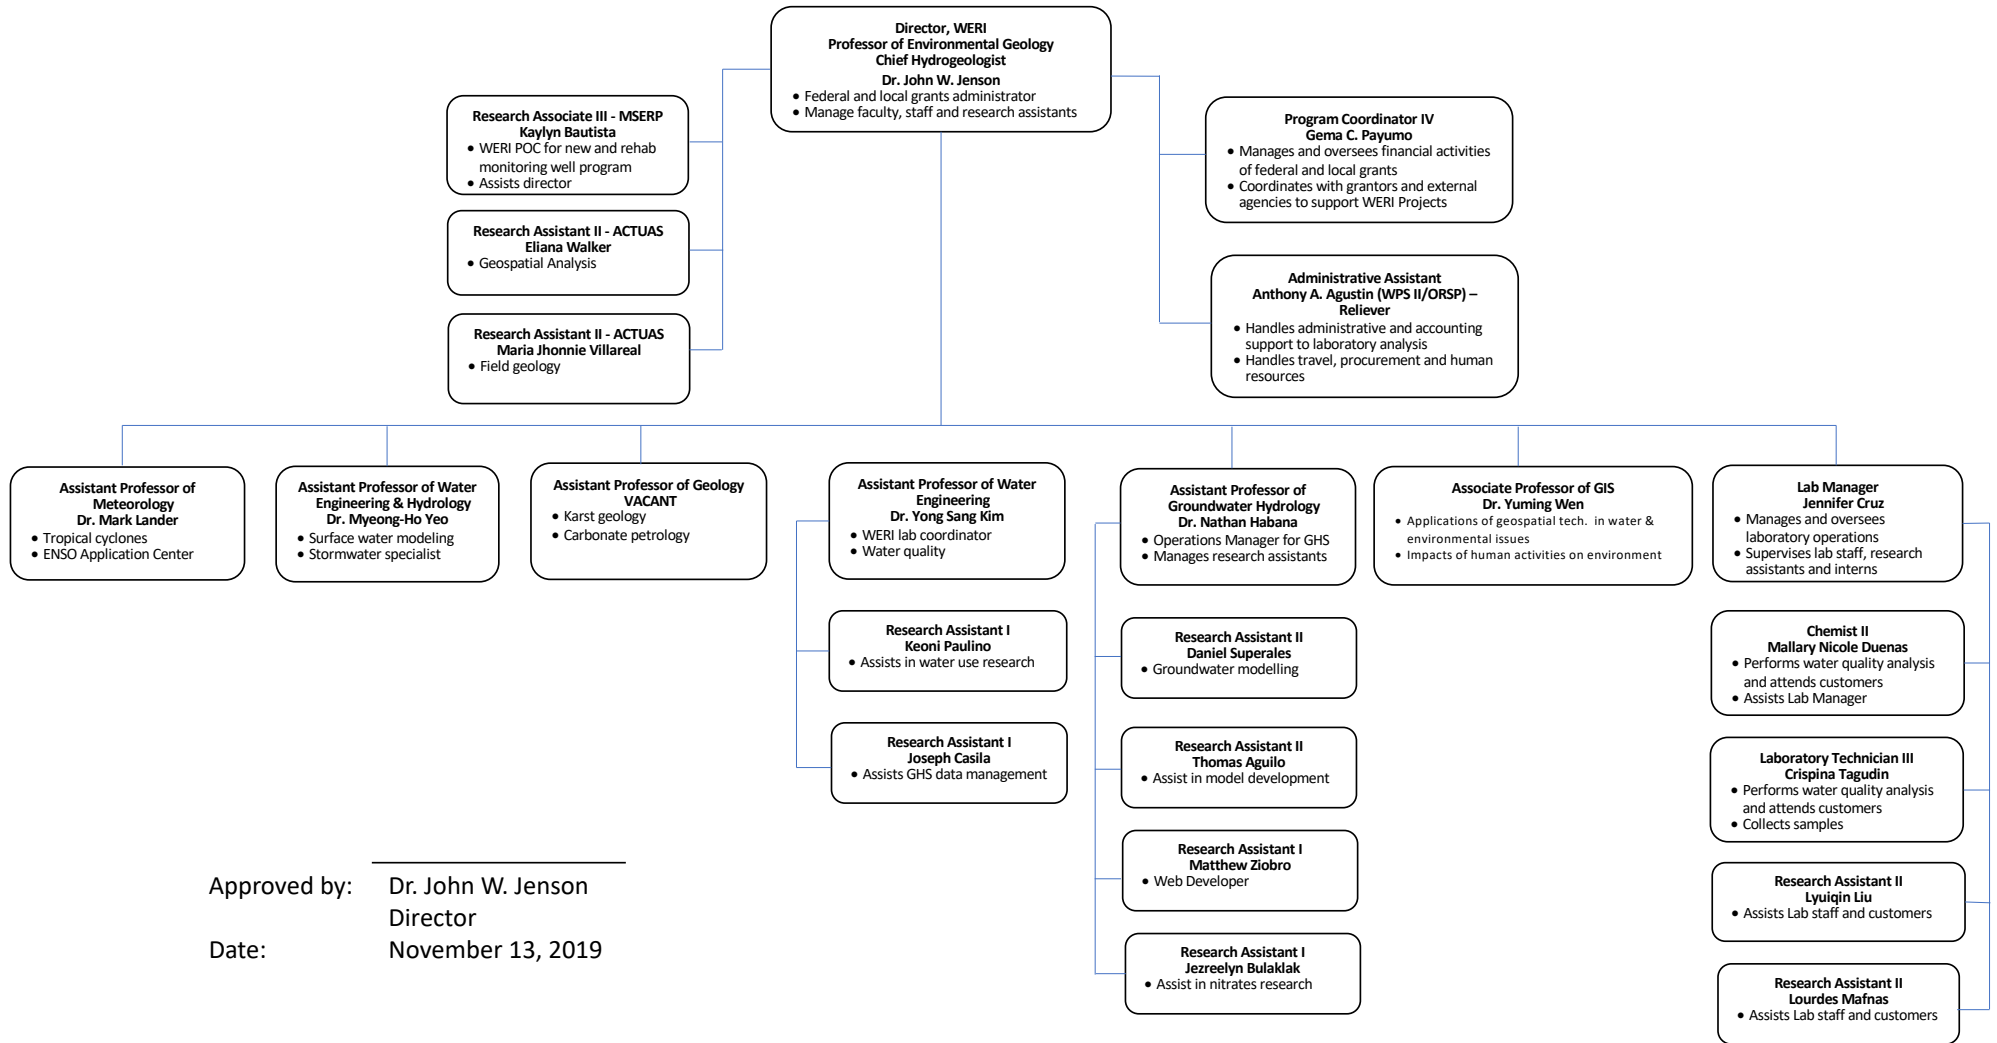 Director, WERI
Professor of Environmental Geology
Chief Hydrogeologist
Dr. John W. Jenson
• Federal and local grants administrator
• Manage faculty, staff and research assistants
Research Associate III - MSERP
Kaylyn Bautista
• WERI POC for new and rehab
monitoring well program
• Assists director
Research Assistant II - ACTUAS
Eliana Walker
• Geospatial Analysis
Research Assistant II - ACTUAS
Maria Jhonnie Villareal
• Field geology
Program Coordinator IV
Gema C. Payumo
• Manages and oversees financial activities
of federal and local grants
• Coordinates with grantors and external
agencies to support WERI Projects
Administrative Assistant
Anthony A. Agustin (WPS II/ORSP) –
Reliever
• Handles administrative and accounting
support to laboratory analysis
• Handles travel, procurement and human
resources
Assistant Professor of
Meteorology
Dr. Mark Lander
• Tropical cyclones
• ENSO Application Center
Assistant Professor of Water
Engineering & Hydrology
Dr. Myeong-Ho Yeo
• Surface water modeling
• Stormwater specialist
Assistant Professor of Geology
VACANT
• Karst geology
• Carbonate petrology
Assistant Professor of Water
Engineering
Dr. Yong Sang Kim
• WERI lab coordinator
• Water quality
Research Assistant I
Keoni Paulino
• Assists in water use research
Research Assistant I
Joseph Casila
• Assists GHS data management
Assistant Professor of
Groundwater Hydrology
Dr. Nathan Habana
• Operations Manager for GHS
• Manages research assistants
Research Assistant II
Daniel Superales
• Groundwater modelling
Research Assistant II
Thomas Aguilo
• Assist in model development
Research Assistant I
Matthew Ziobro
• Web Developer
Research Assistant I
Jezreelyn Bulaklak
• Assist in nitrates research
Associate Professor of GIS
Dr. Yuming Wen
• Applications of geospatial tech. in water &
environmental issues
• Impacts of human activities on environment
Lab Manager
Jennifer Cruz
• Manages and oversees
laboratory operations
• Supervises lab staff, research
assistants and interns
Chemist II
Mallary Nicole Duenas
• Performs water quality analysis
and attends customers
• Assists Lab Manager
Laboratory Technician III
Crispina Tagudin
• Performs water quality analysis
and attends customers
• Collects samples
Research Assistant II
Lyuiqin Liu
• Assists Lab staff and customers
Research Assistant II
Lourdes Mafnas
• Assists Lab staff and customers
Approved by: Dr. John W. Jenson
Director
Date: November 13, 2019